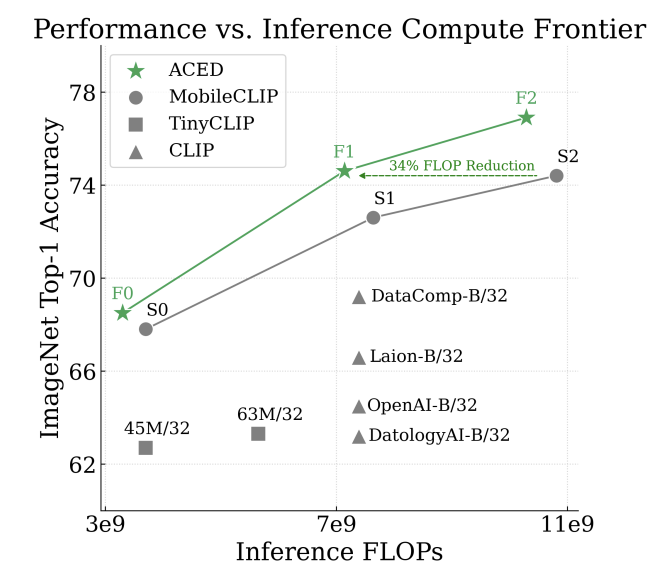 Performance vs. Inference Compute Frontier
ACED
MobileCLIP
TinyCLIP
CLIP
ImageNet Top-1 Accuracy
78
74
70
66
62
F2
F1
34% FLOP Reduction
S2
S1
F0
S0
DataComp-B/32
Laion-B/32
OpenAI-B/32
63M/32
45M/32
DatologyAI-B/32
3e9
7e9
11e9
Inference FLOPs